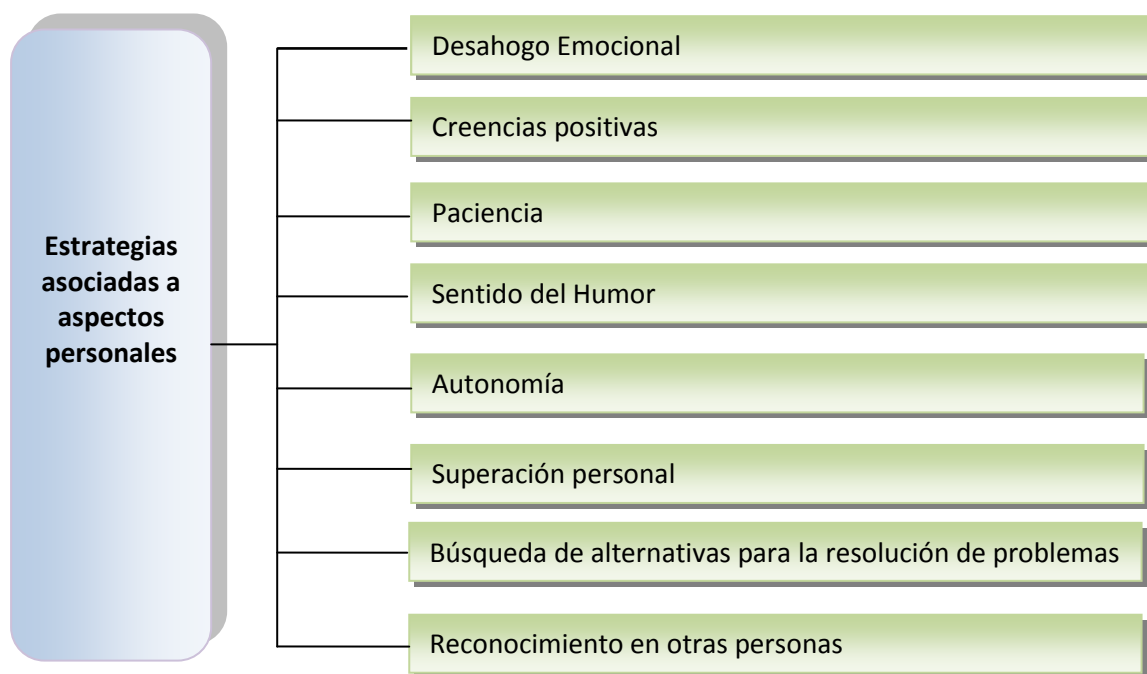 Estrategias
asociadas a
aspectos
personales
Desahogo Emocional
Creencias positivas
Paciencia
Sentido del Humor
Autonomía
Superación personal
Búsqueda de alternativas para la resolución de problemas
Reconocimiento en otras personas